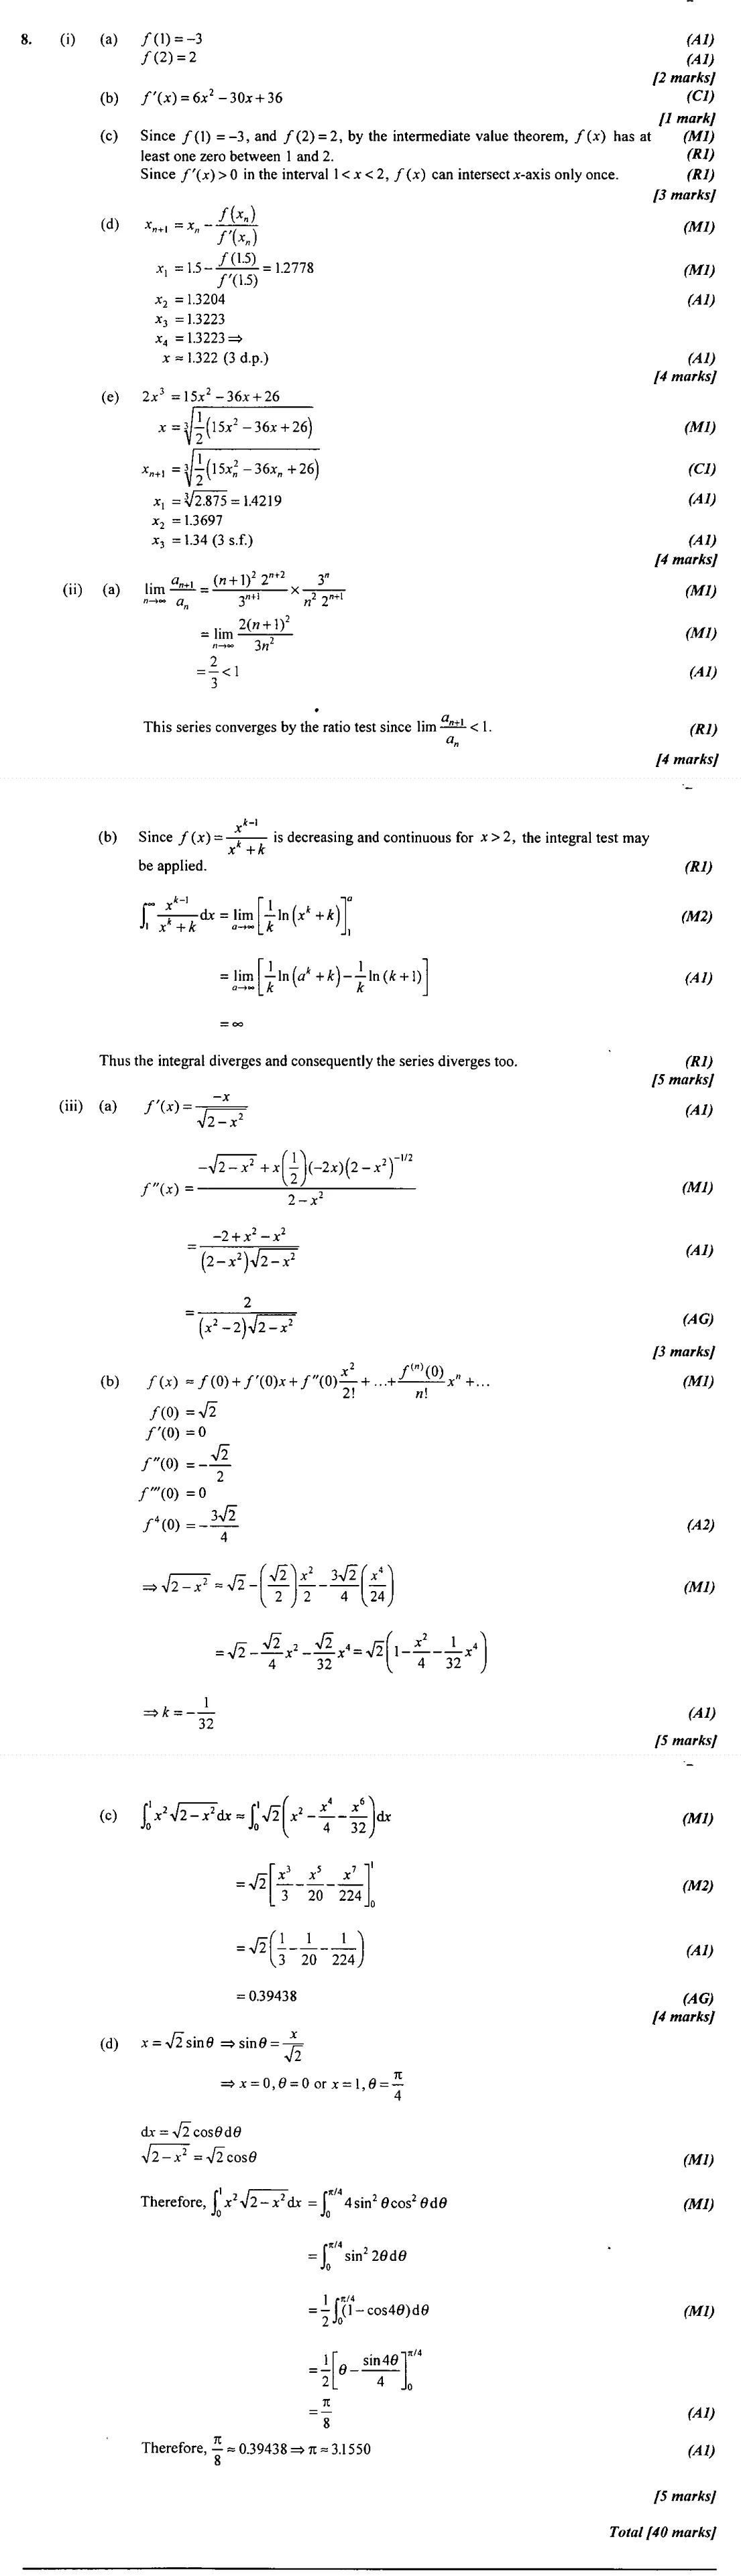 8. (i) (a) f(1) = –3 (A1)
f(2) = 2 (A1)
[2 marks]
(b) f′(x) = 6x² – 30x + 36 (C1)
[1 mark]
(c) Since f(1) = –3, and f(2) = 2, by the intermediate value theorem, f(x) has at (M1)
least one zero between 1 and 2. (R1)
Since f′(x) > 0 in the interval 1 < x < 2, f(x) can intersect x-axis only once. (R1)
[3 marks]
(d) xₙ₊₁ = xₙ – f(xₙ)/f′(xₙ) (M1)
x₁ = 1.5 – f(1.5)/f′(1.5) = 1.2778 (M1)
x₂ = 1.3204 (A1)
x₃ = 1.3223
x₄ = 1.3223 ⇒
x ≈ 1.322 (3 d.p.) (A1)
[4 marks]
(e) 2x³ = 15x² – 36x + 26
x = ∛(1/2(15x² – 36x + 26)) (M1)
xₙ₊₁ = ∛(1/2(15xₙ² – 36xₙ + 26)) (C1)
x₁ = ∛2.875 = 1.4219 (A1)
x₂ = 1.3697
x₃ = 1.34 (3 s.f.) (A1)
[4 marks]
(ii) (a) lim n→∞ aₙ₊₁/aₙ = (n+1)² 2ⁿ⁺²/3ⁿ⁺¹ × 3ⁿ/(n² 2ⁿ⁺¹) (M1)
= lim n→∞ 2(n+1)²/3n² (M1)
= 2/3 < 1 (A1)
This series converges by the ratio test since lim aₙ₊₁/aₙ < 1. (R1)
[4 marks]
(b) Since f(x) = xᵏ⁻¹/(xᵏ + k) is decreasing and continuous for x > 2, the integral test may
be applied. (R1)
∫₁^∞ xᵏ⁻¹/(xᵏ + k) dx = lim a→∞ [1/k ln(xᵏ + k)]₁^a (M2)
= lim a→∞ [1/k ln(aᵏ + k) – 1/k ln(k + 1)] (A1)
= ∞
Thus the integral diverges and consequently the series diverges too. (R1)
[5 marks]
(iii) (a) f′(x) = –x/√(2 – x²) (A1)
f″(x) = (–√(2 – x²) + x(1/2)(–2x)(2 – x²)^(–1/2))/(2 – x²) (M1)
= (–2 + x² – x²)/((2 – x²)√(2 – x²)) (A1)
= 2/((x² – 2)√(2 – x²)) (AG)
[3 marks]
(b) f(x) ≈ f(0) + f′(0)x + f″(0) x²/2! + ... + f⁽ⁿ⁾(0)/n! xⁿ + ... (M1)
f(0) = √2
f′(0) = 0
f″(0) = –√2/2
f‴(0) = 0
f⁴(0) = –3√2/4 (A2)
⇒ √(2 – x²) ≈ √2 – (√2/2) x²/2 – 3√2/4 (x⁴/24) (M1)
= √2 – √2/4 x² – √2/32 x⁴ = √2(1 – x²/4 – 1/32 x⁴)
⇒ k = –1/32 (A1)
[5 marks]
(c) ∫₀¹ x²√(2 – x²) dx ≈ ∫₀¹ √2(x² – x⁴/4 – x⁶/32) dx (M1)
= √2[x³/3 – x⁵/20 – x⁷/224]₀¹ (M2)
= √2(1/3 – 1/20 – 1/224) (A1)
= 0.39438 (AG)
[4 marks]
(d) x = √2 sinθ ⇒ sinθ = x/√2
⇒ x = 0, θ = 0 or x = 1, θ = π/4
dx = √2 cosθ dθ
√(2 – x²) = √2 cosθ (M1)
Therefore, ∫₀¹ x²√(2 – x²) dx = ∫₀^(π/4) 4 sin² θ cos² θ dθ (M1)
= ∫₀^(π/4) sin² 2θ dθ
= 1/2 ∫₀^(π/4) (1 – cos4θ) dθ (M1)
= 1/2 [θ – sin4θ/4]₀^(π/4)
= π/8 (A1)
Therefore, π/8 ≈ 0.39438 ⇒ π ≈ 3.1550 (A1)
[5 marks]
Total [40 marks]